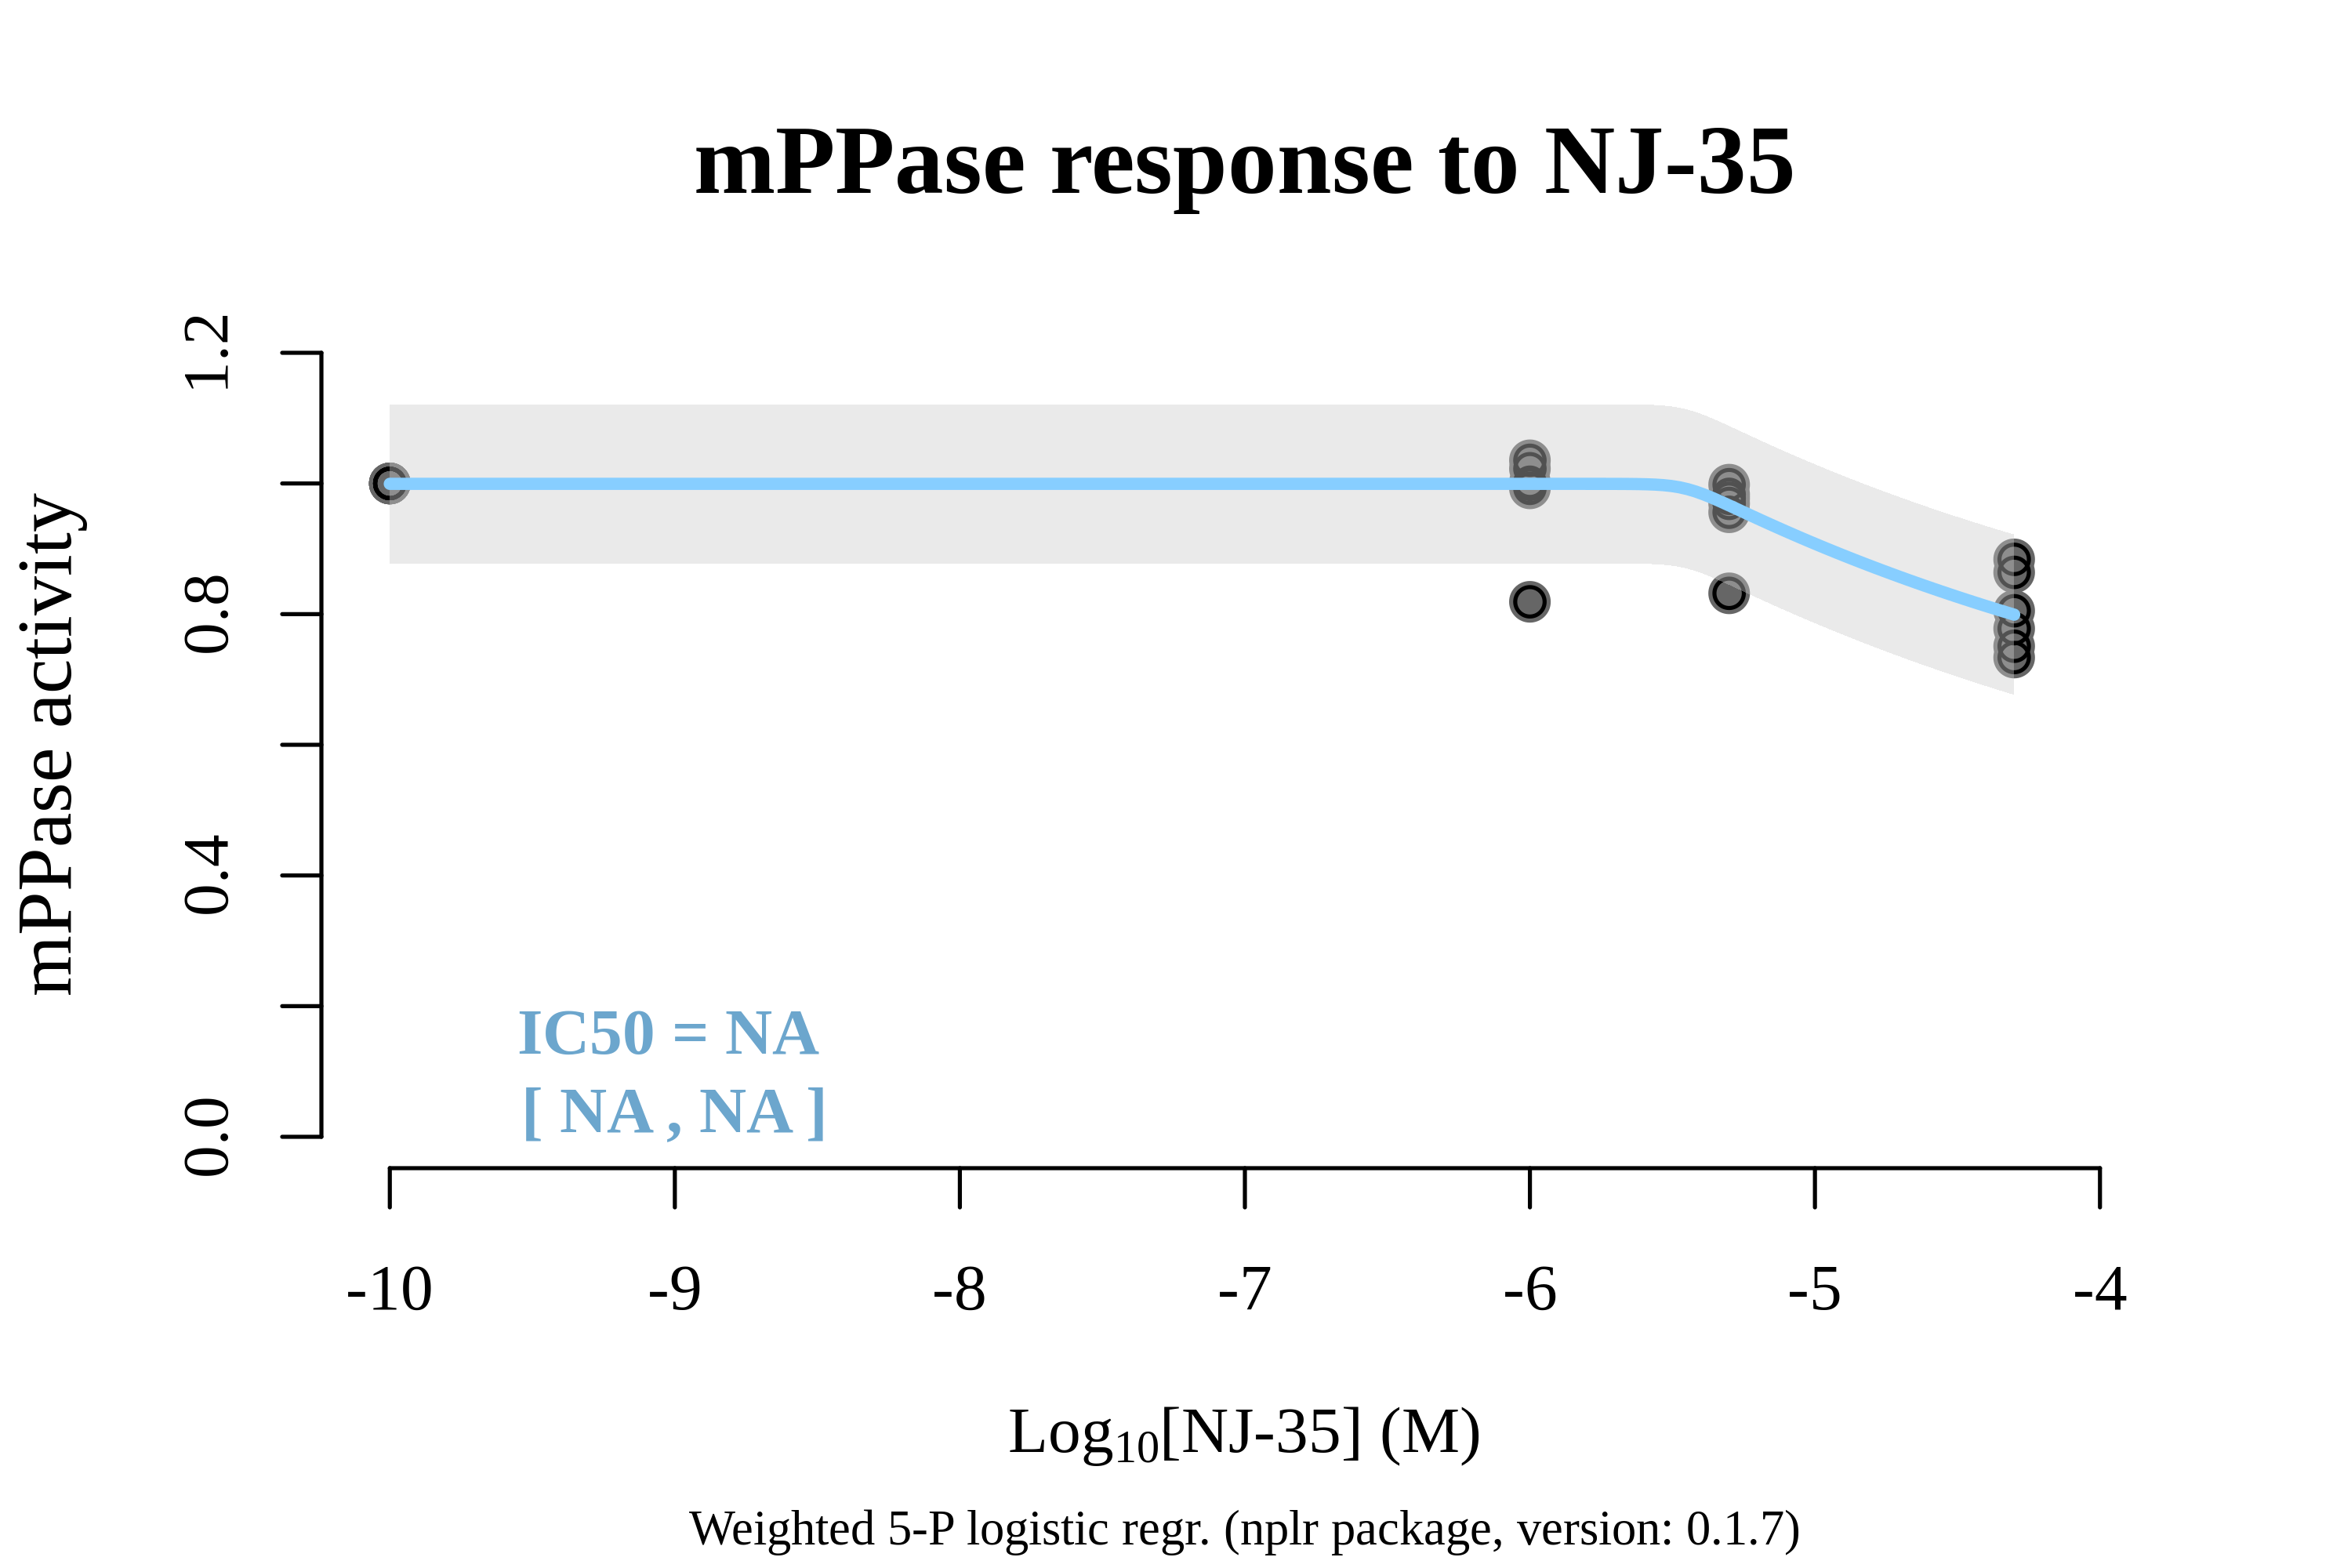 mPPase response to NJ-35
mPPase activity
1.2
0.8
0.4
0.0
IC50 = NA
[ NA , NA ]
-10 -9 -8 -7 -6 -5 -4
Log10[NJ-35] (M)
Weighted 5-P logistic regr. (nplr package, version: 0.1.7)